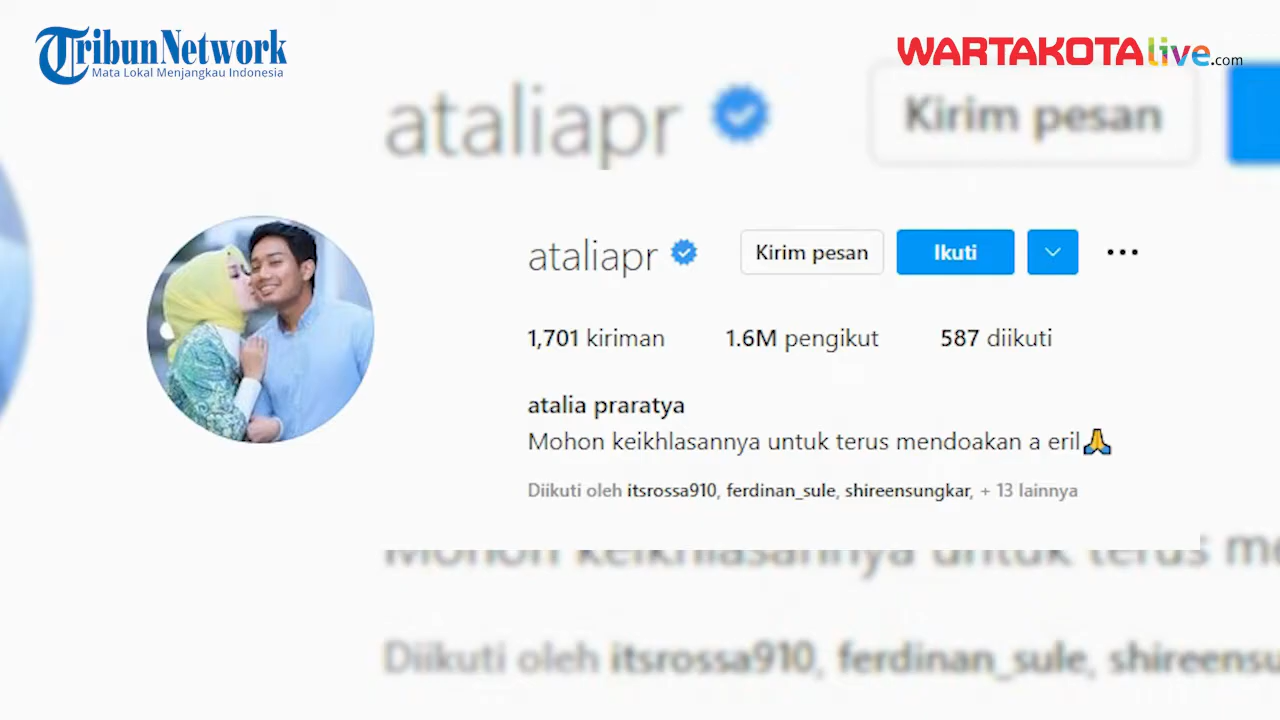 Tribun Network
Mata Lokal Menjangkau Indonesia
WARTAKOTAlive.com
ataliapr
Kirim pesan
ataliapr
Kirim pesan
Ikuti
1,701 kiriman
1.6M pengikut
587 diikuti
atalia praratya
Mohon keikhlasannya untuk terus mendoakan a eril🙏
Diikuti oleh itsrossa910, ferdinan_sule, shireensungkar, + 13 lainnya
Mohon keikhlasannya untuk terus me
Diikuti oleh itsrossa910, ferdinan_sule, shireensu